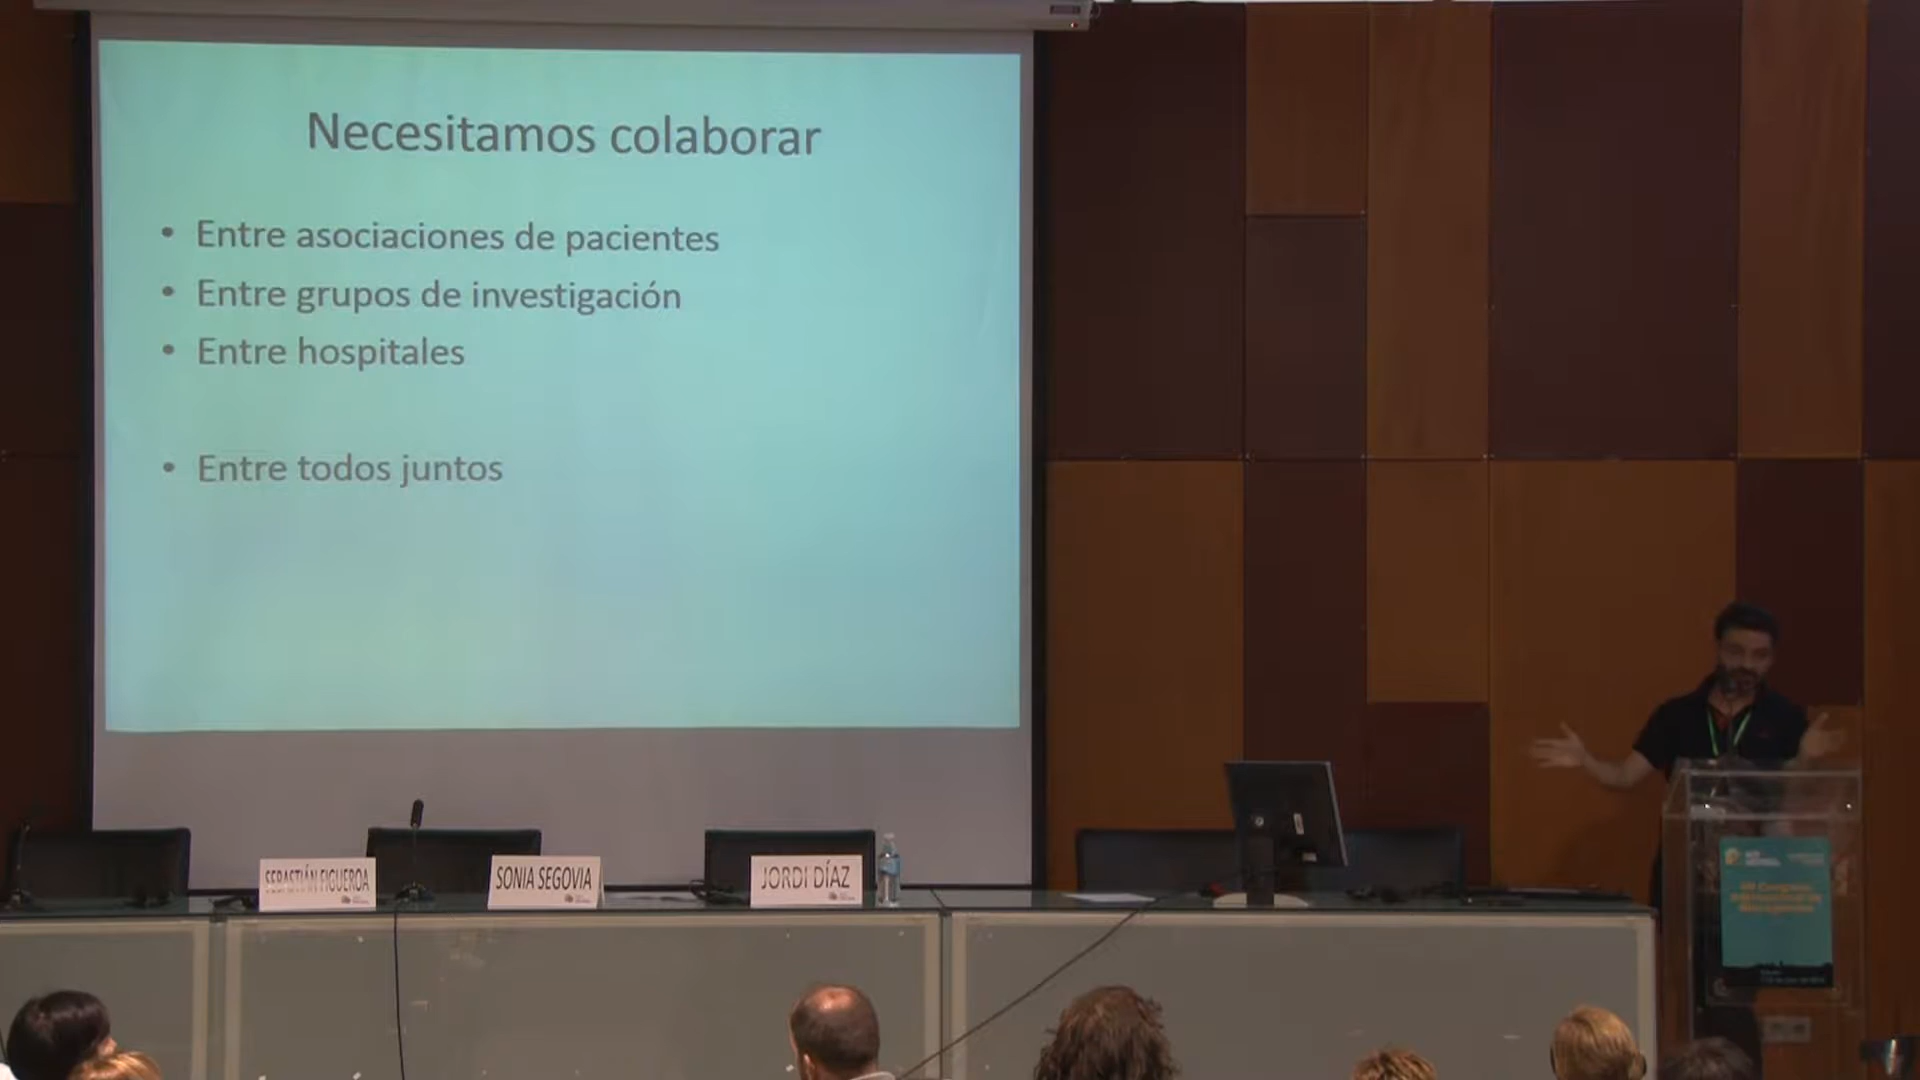 Necesitamos colaborar
• Entre asociaciones de pacientes
• Entre grupos de investigación
• Entre hospitales
• Entre todos juntos
SEBASTIÁN FIGUEROA
SONIA SEGOVIA
JORDI DÍAZ